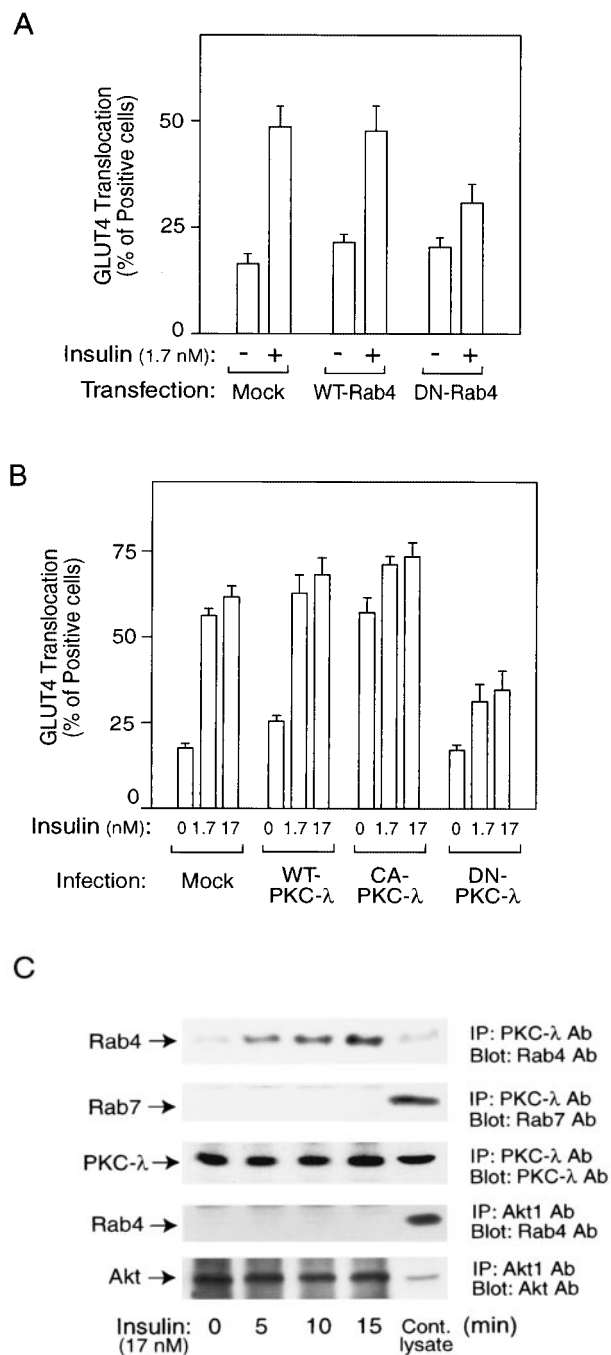 A
GLUT4 Translocation
(% of Positive cells)
50
25
0
Insulin (1.7 nM): - + - + - +
Transfection: Mock WT-Rab4 DN-Rab4
B
GLUT4 Translocation
(% of Positive cells)
75
50
25
0
Insulin (nM): 0 1.7 17 0 1.7 17 0 1.7 17 0 1.7 17
Infection: Mock WT-PKC-λ CA-PKC-λ DN-PKC-λ
C
Rab4 → IP: PKC-λ Ab
Blot: Rab4 Ab
Rab7 → IP: PKC-λ Ab
Blot: Rab7 Ab
PKC-λ → IP: PKC-λ Ab
Blot: PKC-λ Ab
Rab4 → IP: Akt1 Ab
Blot: Rab4 Ab
Akt → IP: Akt1 Ab
Blot: Akt Ab
Insulin: 0 5 10 15 Cont. (min)
(17 nM) lysate